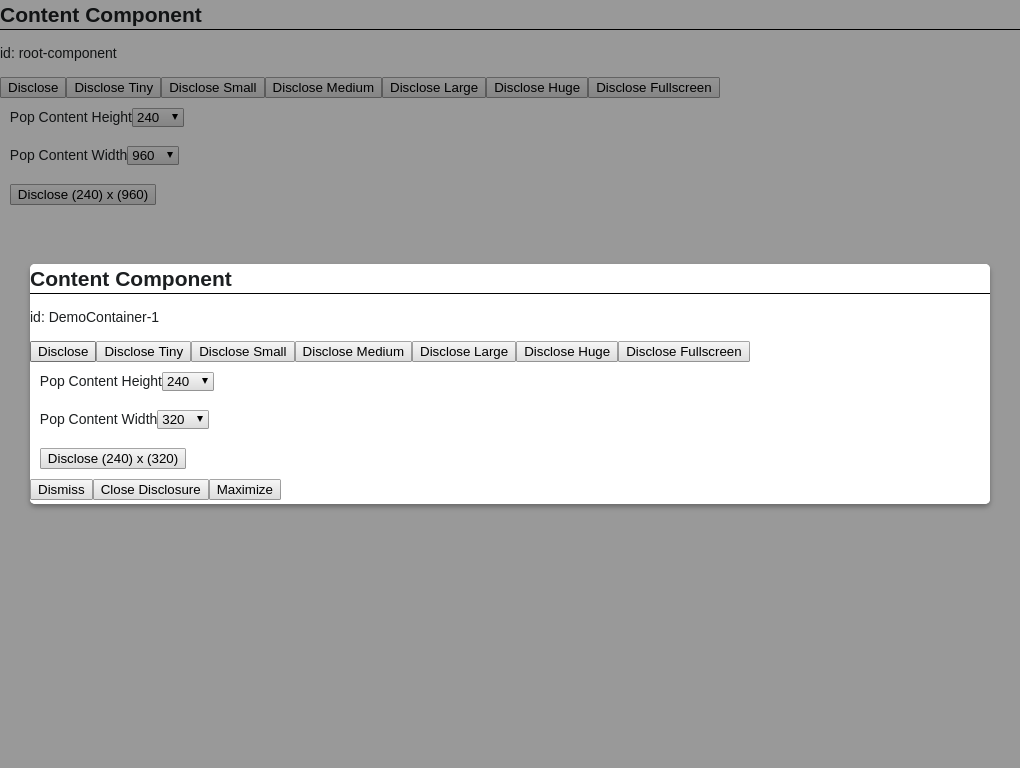 Content Component
id: root-component
Disclose Disclose Tiny Disclose Small Disclose Medium Disclose Large Disclose Huge Disclose Fullscreen
Pop Content Height 240
Pop Content Width 960
Disclose (240) x (960)
Content Component
id: DemoContainer-1
Disclose Disclose Tiny Disclose Small Disclose Medium Disclose Large Disclose Huge Disclose Fullscreen
Pop Content Height 240
Pop Content Width 320
Disclose (240) x (320)
Dismiss Close Disclosure Maximize